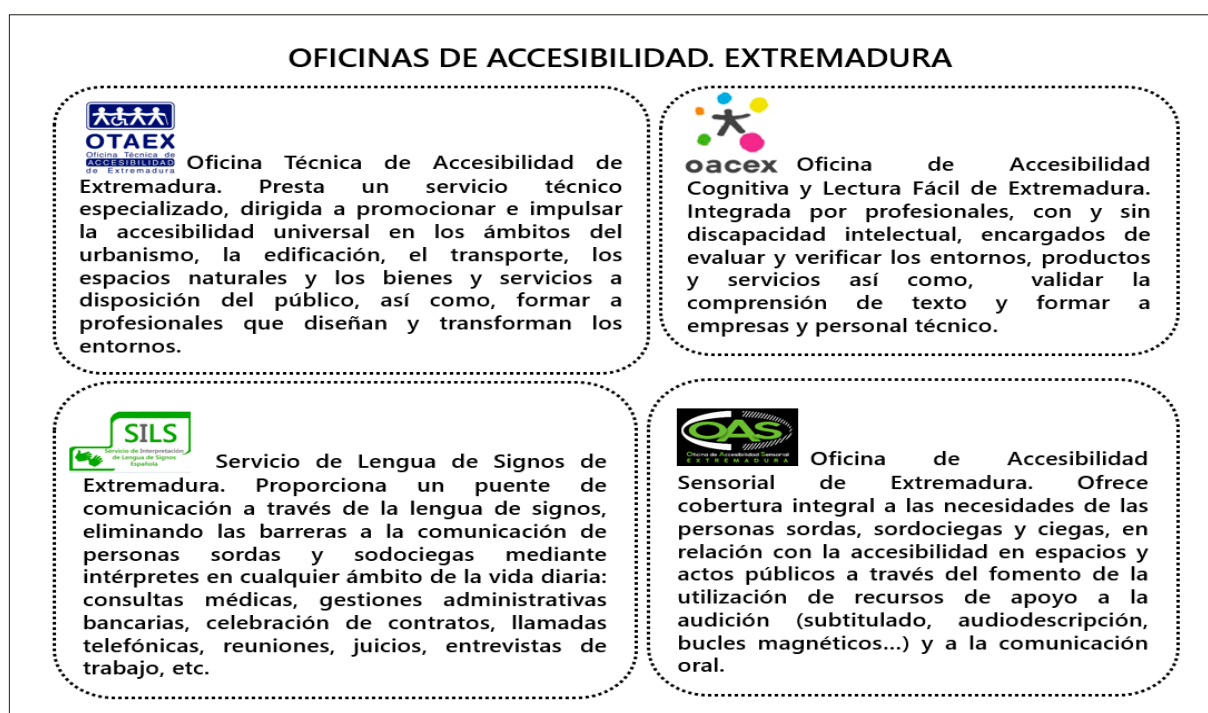 OFICINAS DE ACCESIBILIDAD. EXTREMADURA
OTAEX
Oficina Técnica de
ACCESIBILIDAD
de Extremadura
Oficina Técnica de Accesibilidad de
Extremadura. Presta un servicio técnico
especializado, dirigida a promocionar e impulsar
la accesibilidad universal en los ámbitos del
urbanismo, la edificación, el transporte, los
espacios naturales y los bienes y servicios a
disposición del público, así como, formar a
profesionales que diseñan y transforman los
entornos.
oacex
Oficina de Accesibilidad
Cognitiva y Lectura Fácil de Extremadura.
Integrada por profesionales, con y sin
discapacidad intelectual, encargados de
evaluar y verificar los entornos, productos
y servicios así como, validar la
comprensión de texto y formar a
empresas y personal técnico.
SILS
Servicio de Interpretación
de Lengua de Signos
Española
Servicio de Lengua de Signos de
Extremadura. Proporciona un puente de
comunicación a través de la lengua de signos,
eliminando las barreras a la comunicación de
personas sordas y sodociegas mediante
intérpretes en cualquier ámbito de la vida diaria:
consultas médicas, gestiones administrativas
bancarias, celebración de contratos, llamadas
telefónicas, reuniones, juicios, entrevistas de
trabajo, etc.
OAS
Oficina de Accesibilidad Sensorial
EXTREMADURA
Oficina de Accesibilidad
Sensorial de Extremadura. Ofrece
cobertura integral a las necesidades de las
personas sordas, sordociegas y ciegas, en
relación con la accesibilidad en espacios y
actos públicos a través del fomento de la
utilización de recursos de apoyo a la
audición (subtitulado, audiodescripción,
bucles magnéticos...) y a la comunicación
oral.